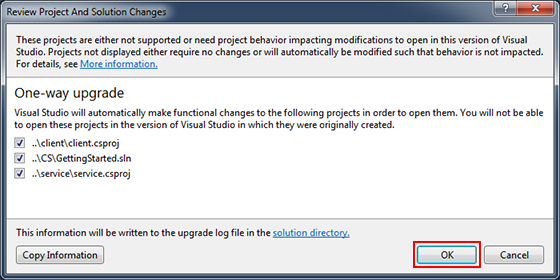 Review Project And Solution Changes
These projects are either not supported or need project behavior impacting modifications to open in this version of Visual
Studio. Projects not displayed either require no changes or will automatically be modified such that behavior is not impacted.
For details, see More information.
One-way upgrade
Visual Studio will automatically make functional changes to the following projects in order to open them. You will not be able
to open these projects in the version of Visual Studio in which they were originally created.
..\client\client.csproj
..\CS\GettingStarted.sln
..\service\service.csproj
This information will be written to the upgrade log file in the solution directory.
Copy Information
OK
Cancel